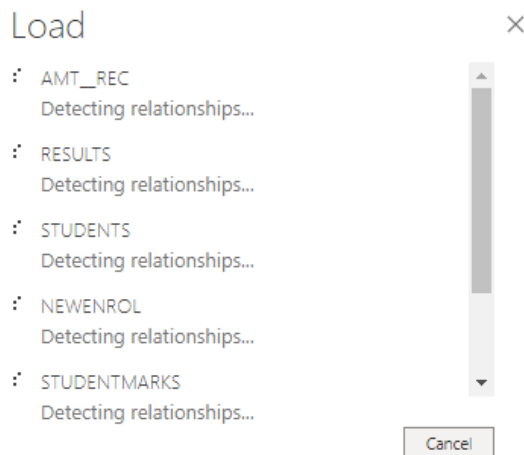 Load
AMT__REC
Detecting relationships...
RESULTS
Detecting relationships...
STUDENTS
Detecting relationships...
NEWENROL
Detecting relationships...
STUDENTMARKS
Detecting relationships...
Cancel